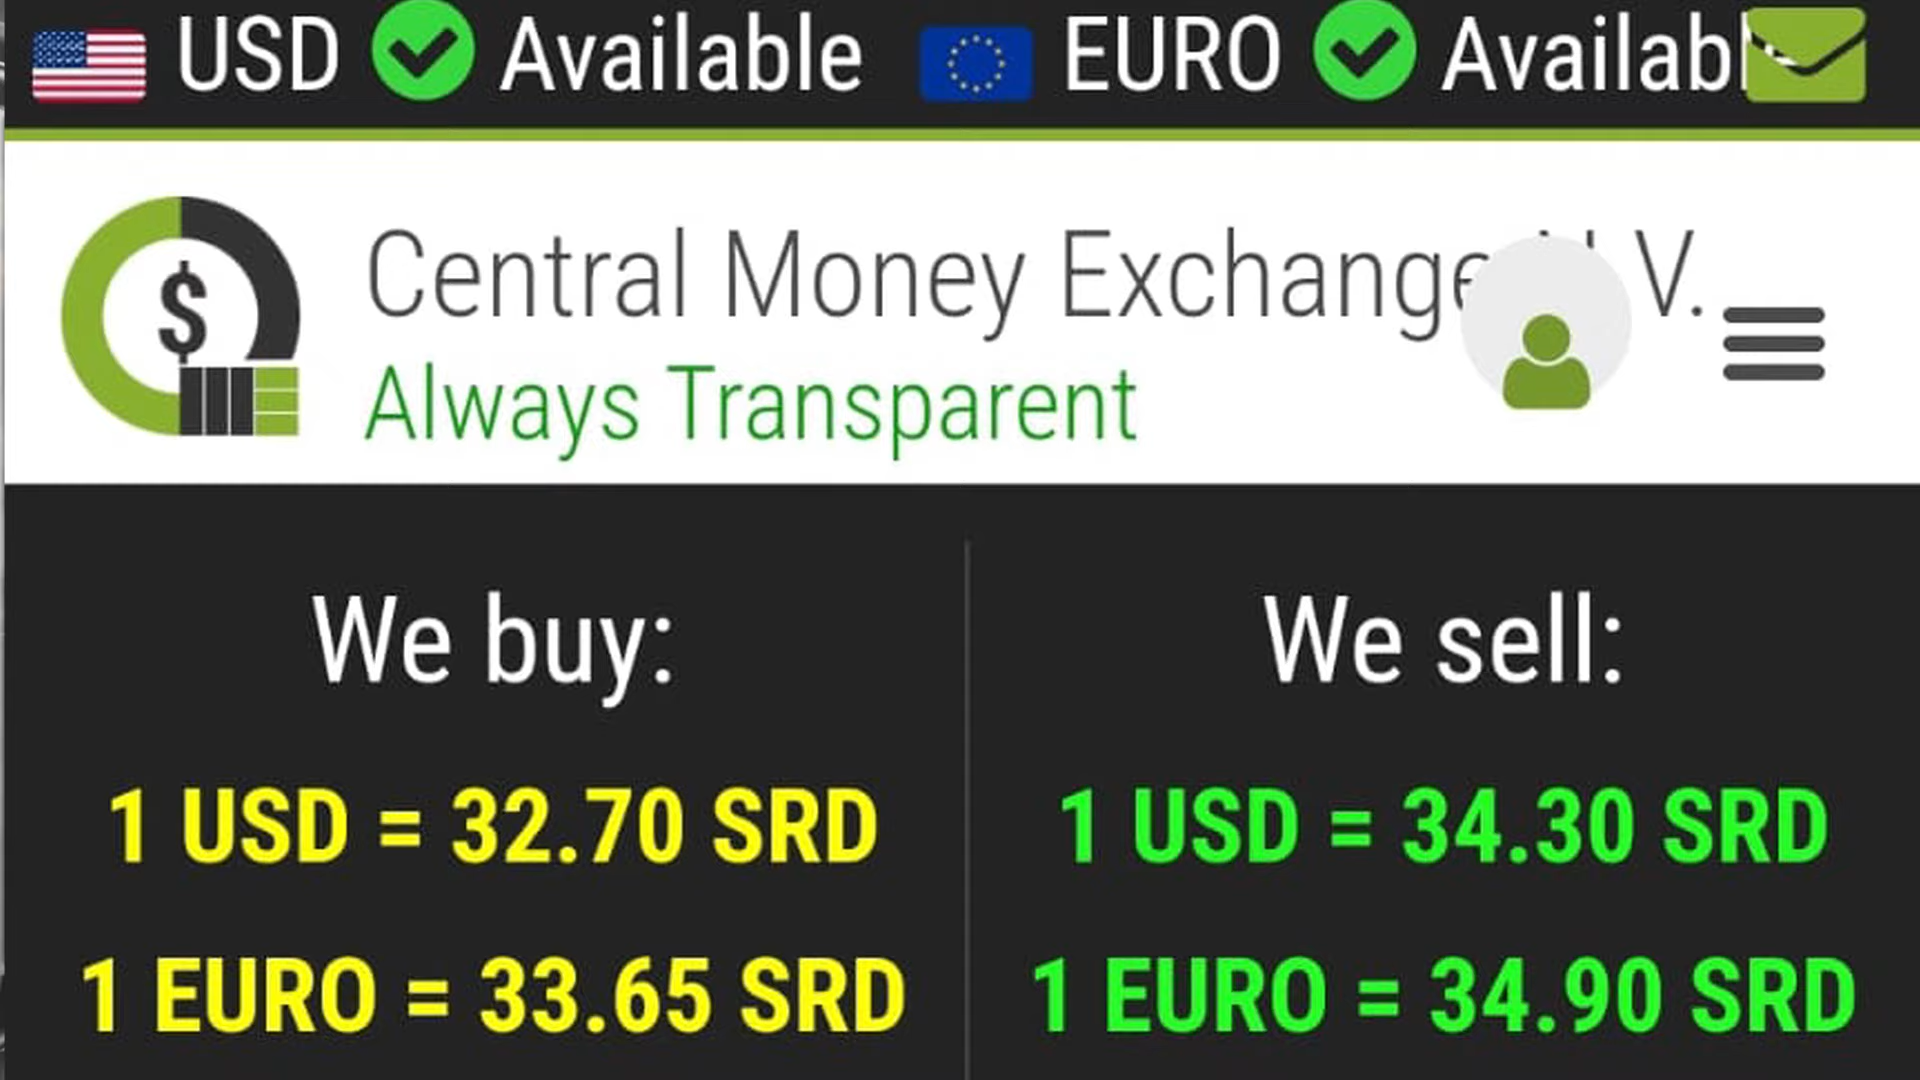 USD Available EURO Availabl
Central Money Exchange N.V.
Always Transparent
$
We buy:
We sell:
1 USD = 32.70 SRD
1 USD = 34.30 SRD
1 EURO = 33.65 SRD
1 EURO = 34.90 SRD